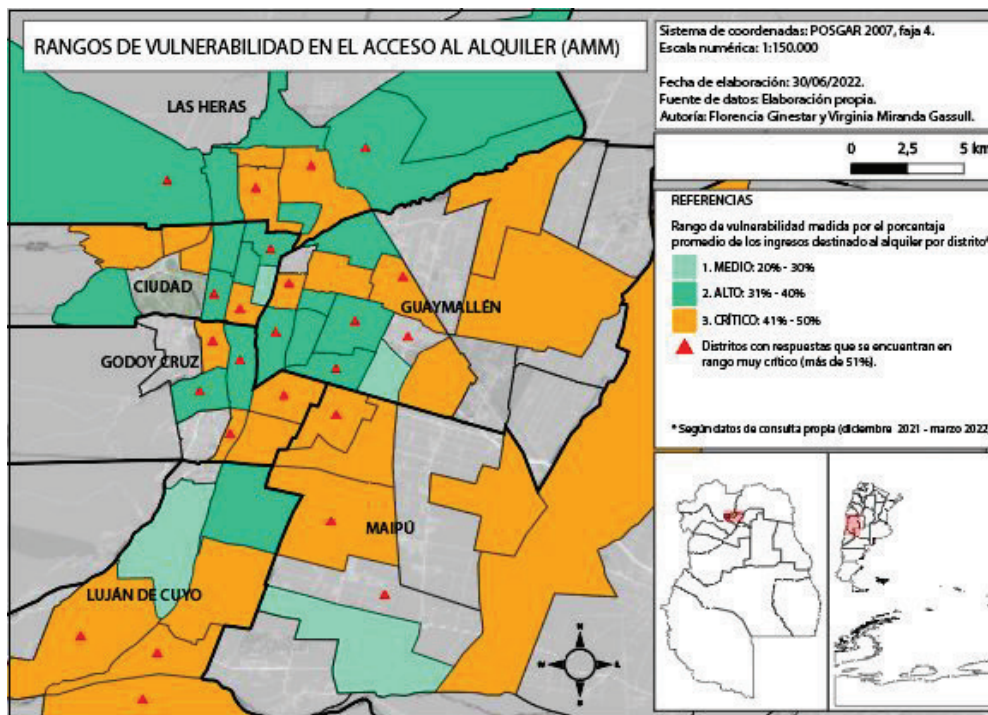 RANGOS DE VULNERABILIDAD EN EL ACCESO AL ALQUILER (AMM)
Sistema de coordenadas: POSGAR 2007, faja 4.
Escala numérica: 1:150.000
Fecha de elaboración: 30/06/2022.
Fuente de datos: Elaboración propia.
Autoría: Florencia Ginestar y Virginia Miranda Gassull.
0 2,5 5 km
REFERENCIAS
Rango de vulnerabilidad medida por el porcentaje
promedio de los ingresos destinado al alquiler por distrito*
1. MEDIO: 20% - 30%
2. ALTO: 31% - 40%
3. CRÍTICO: 41% - 50%
Distritos con respuestas que se encuentran en
rango muy crítico (más de 51%).
* Según datos de consulta propia (diciembre 2021 - marzo 2022)
LAS HERAS
CIUDAD
GUAYMALLÉN
GODOY CRUZ
MAIPÚ
LUJÁN DE CUYO